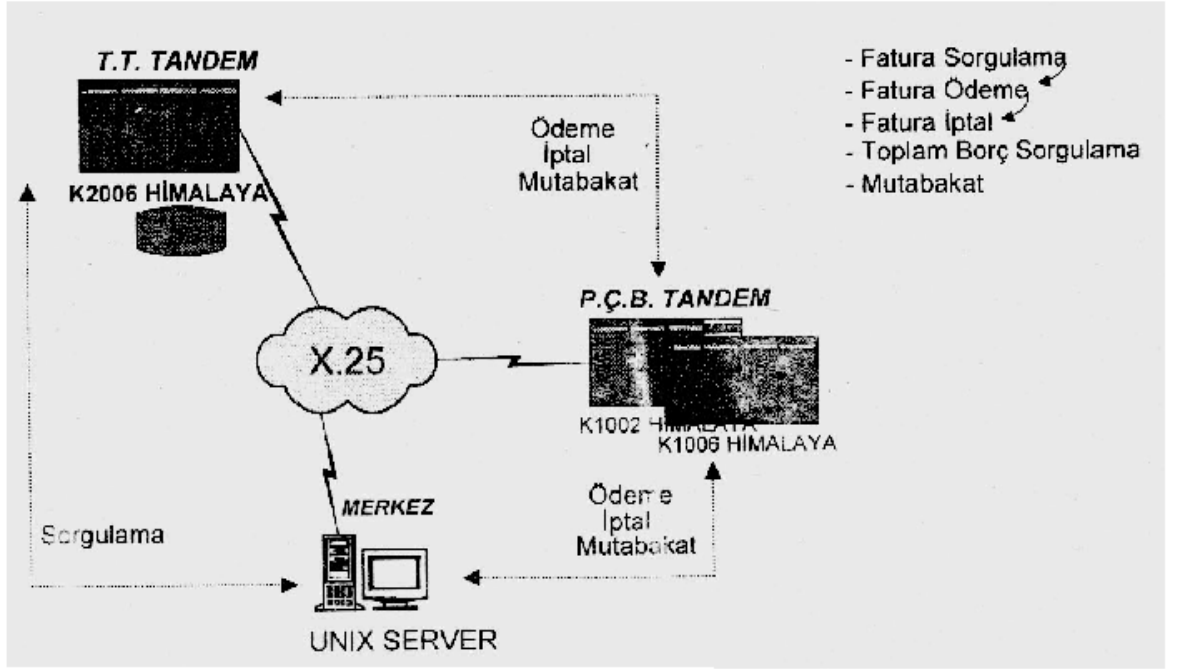 T.T. TANDEM
K2006 HİMALAYA
- Fatura Sorgulama
- Fatura Ödeme
- Fatura İptal
- Toplam Borç Sorgulama
- Mutabakat
Ödeme
İptal
Mutabakat
P.Ç.B. TANDEM
K1002 HİMALAYA
K1006 HİMALAYA
X.25
Ödeme
İptal
Mutabakat
MERKEZ
Sorgulama
UNIX SERVER